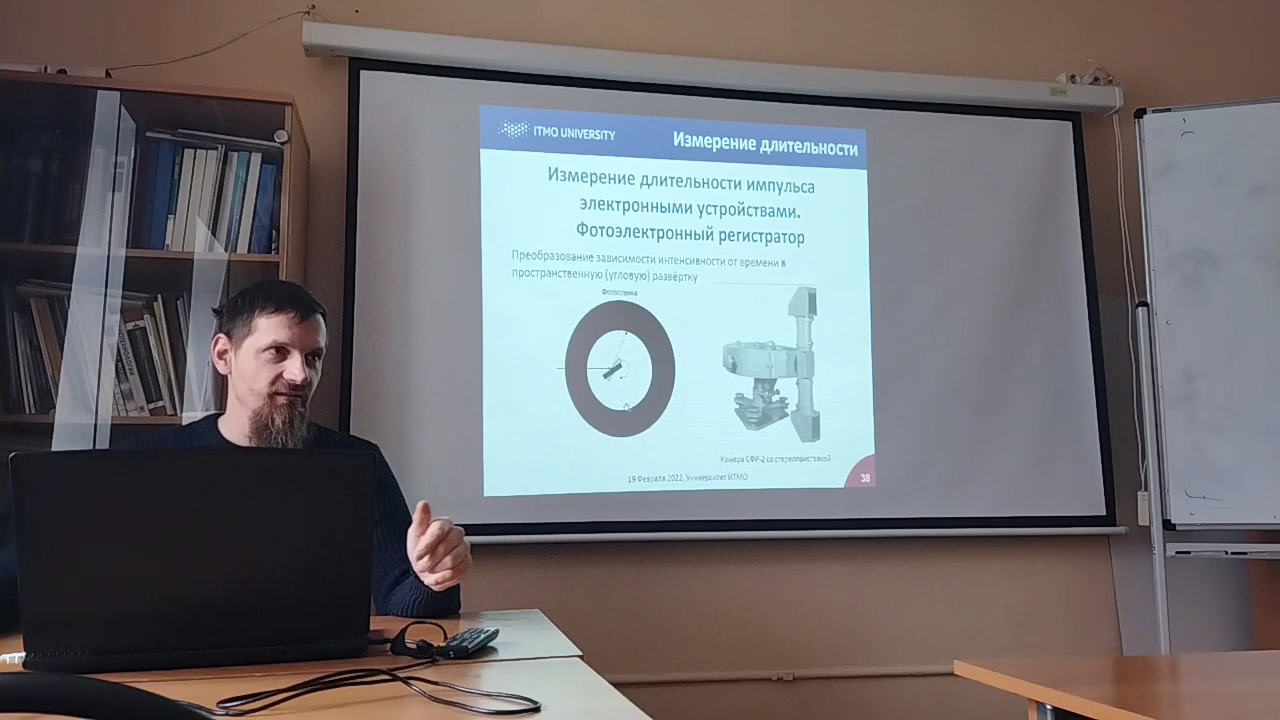 ITMO UNIVERSITY
Измерение длительности
Измерение длительности импульса
электронными устройствами.
Фотоэлектронный регистратор
Преобразование зависимости интенсивности от времени в
пространственную (угловую) развёртку
Фотопленка
Камера СФР-2 со стереоприставкой
19 Февраля 2022, Университет ИТМО
38